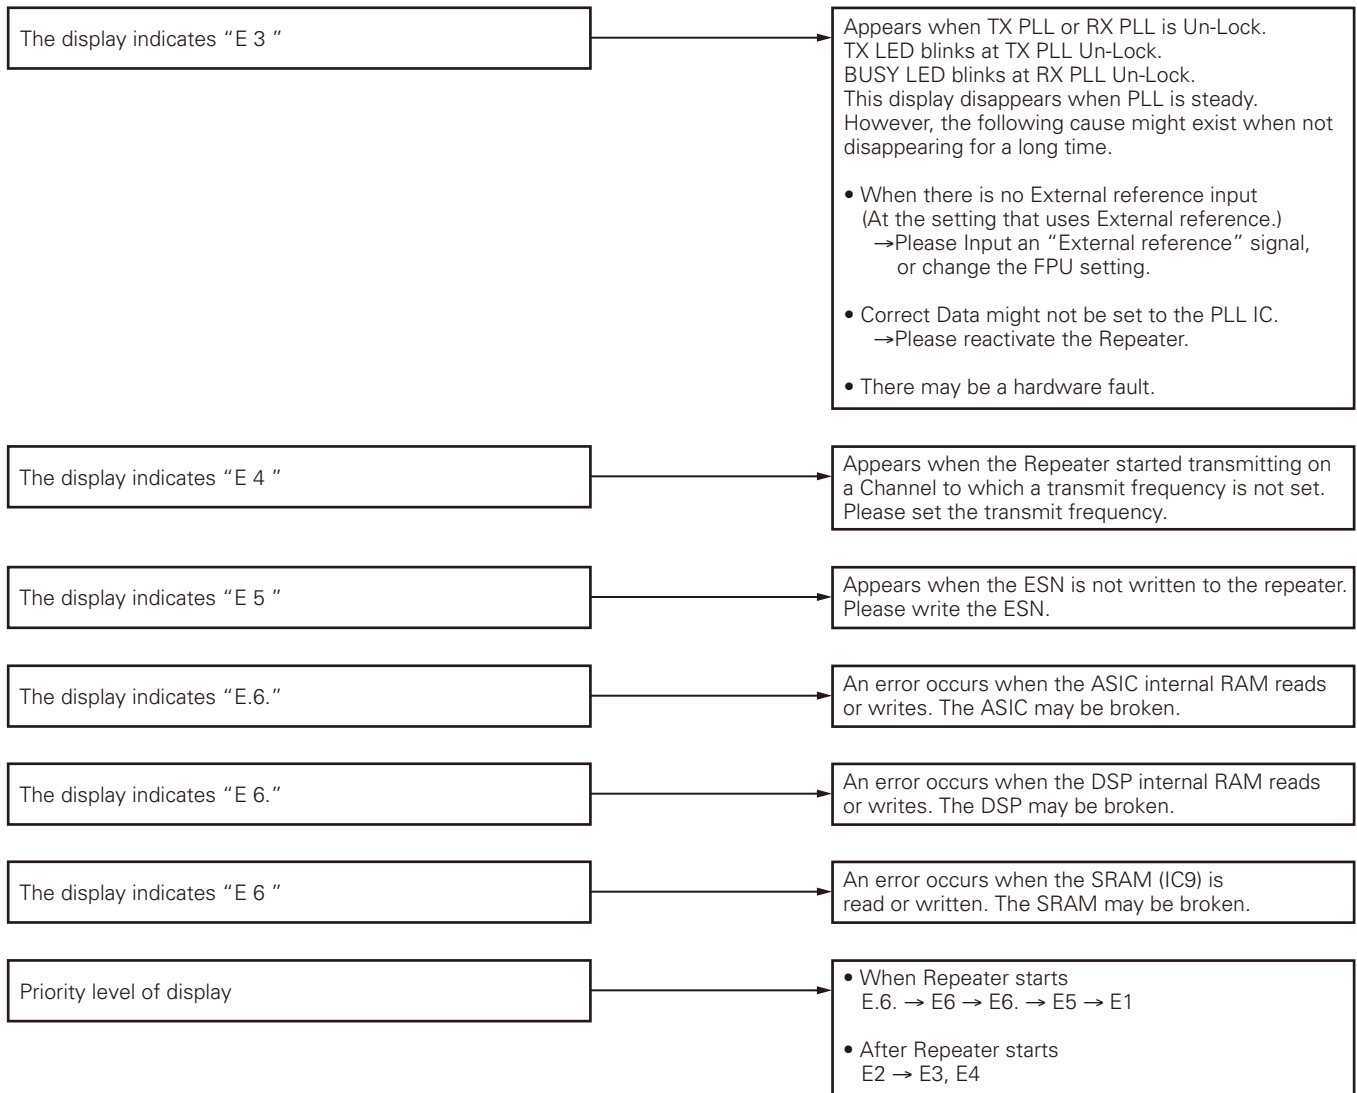 The display indicates “E 3 ”
Appears when TX PLL or RX PLL is Un-Lock.
TX LED blinks at TX PLL Un-Lock.
BUSY LED blinks at RX PLL Un-Lock.
This display disappears when PLL is steady.
However, the following cause might exist when not
disappearing for a long time.
• When there is no External reference input
(At the setting that uses External reference.)
→Please Input an “External reference” signal,
or change the FPU setting.
• Correct Data might not be set to the PLL IC.
→Please reactivate the Repeater.
• There may be a hardware fault.
The display indicates “E 4 ”
Appears when the Repeater started transmitting on
a Channel to which a transmit frequency is not set.
Please set the transmit frequency.
The display indicates “E 5 ”
Appears when the ESN is not written to the repeater.
Please write the ESN.
The display indicates “E.6.”
An error occurs when the ASIC internal RAM reads
or writes. The ASIC may be broken.
The display indicates “E 6.”
An error occurs when the DSP internal RAM reads
or writes. The DSP may be broken.
The display indicates “E 6 ”
An error occurs when the SRAM (IC9) is
read or written. The SRAM may be broken.
Priority level of display
• When Repeater starts
E.6. → E6 → E6. → E5 → E1
• After Repeater starts
E2 → E3, E4